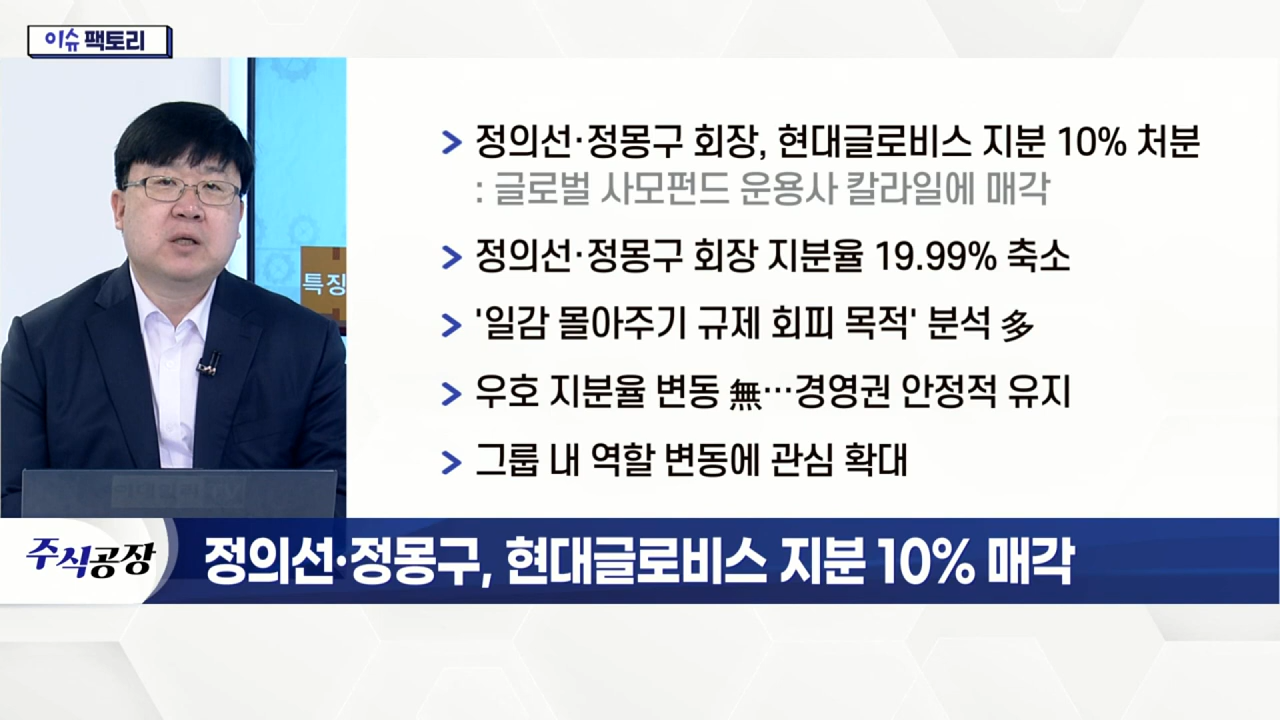 이슈 팩토리
> 정의선·정몽구 회장, 현대글로비스 지분 10% 처분
: 글로벌 사모펀드 운용사 칼라일에 매각
> 정의선·정몽구 회장 지분율 19.99% 축소
> '일감 몰아주기 규제 회피 목적' 분석 多
> 우호 지분율 변동 無…경영권 안정적 유지
> 그룹 내 역할 변동에 관심 확대
특징
주식공장
정의선·정몽구, 현대글로비스 지분 10% 매각